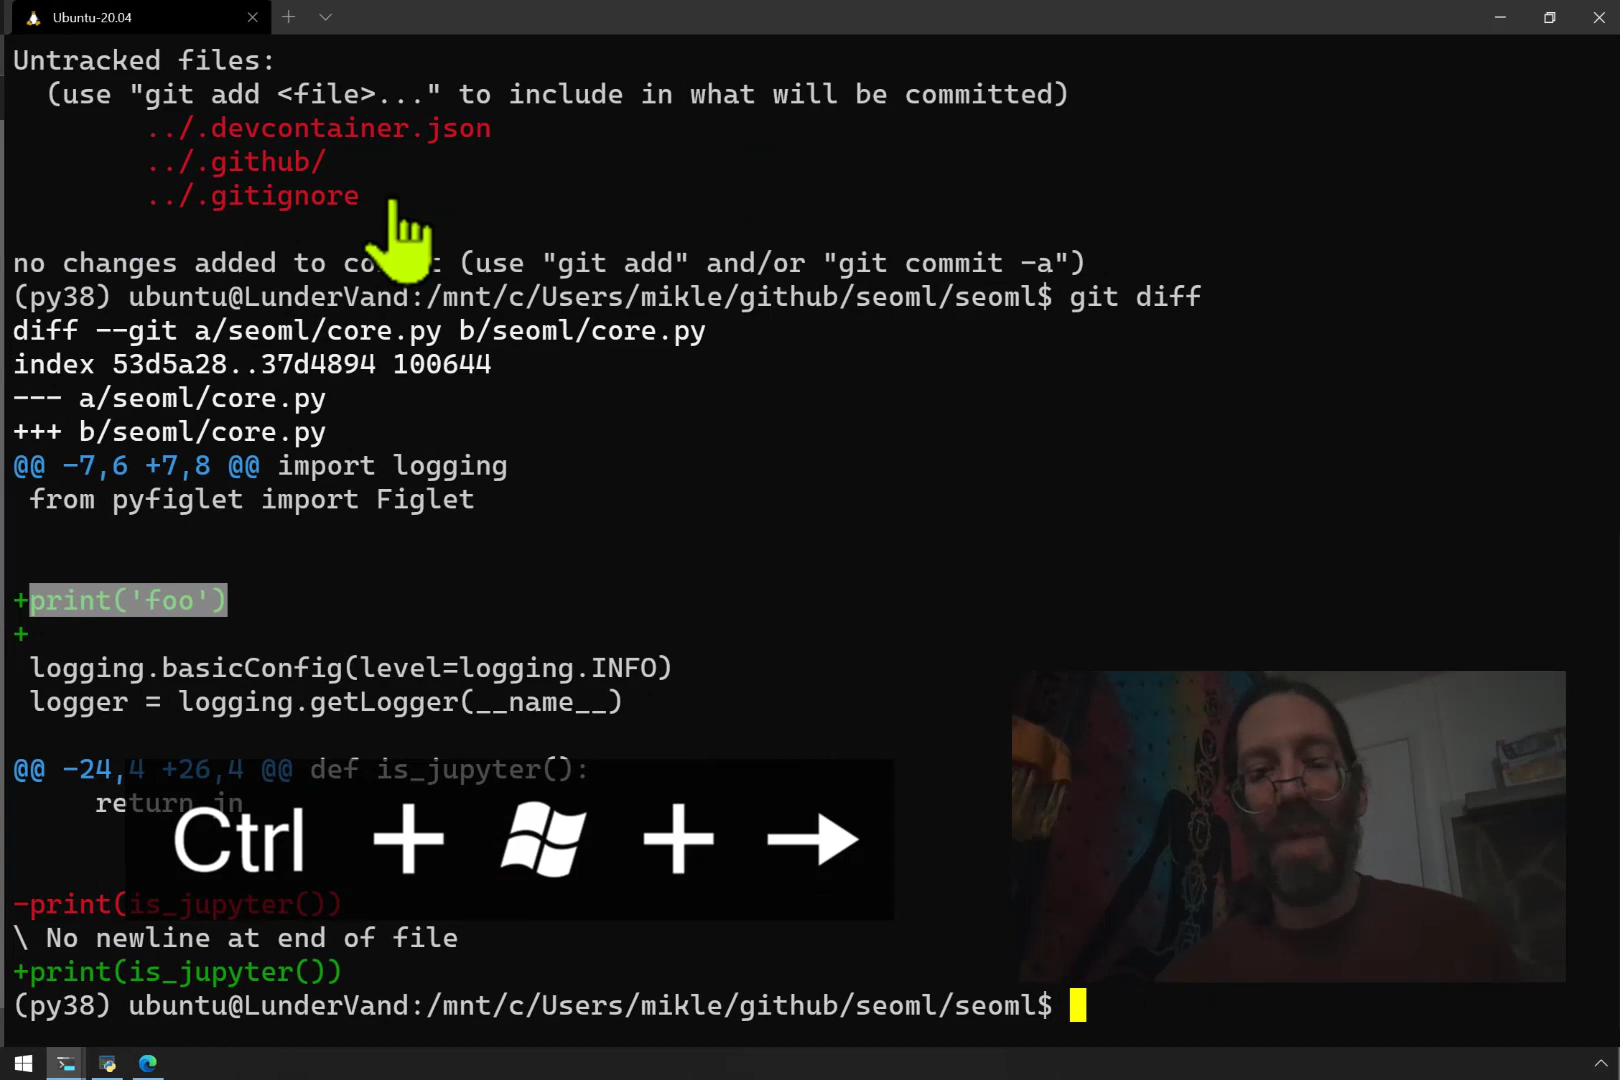 Ubuntu-20.04
Untracked files:
(use "git add <file>..." to include in what will be committed)
../.devcontainer.json
../.github/
../.gitignore
no changes added to co t (use "git add" and/or "git commit -a")
(py38) ubuntu@LunderVand:/mnt/c/Users/mikle/github/seoml/seoml$ git diff
diff --git a/seoml/core.py b/seoml/core.py
index 53d5a28..37d4894 100644
--- a/seoml/core.py
+++ b/seoml/core.py
@@ -7,6 +7,8 @@ import logging
from pyfiglet import Figlet
+print('foo')
+
logging.basicConfig(level=logging.INFO)
logger = logging.getLogger(__name__)
@@ -24,4 +26,4 @@ def is_jupyter():
return in
Ctrl + + →
-print(is_jupyter())
\ No newline at end of file
+print(is_jupyter())
(py38) ubuntu@LunderVand:/mnt/c/Users/mikle/github/seoml/seoml$